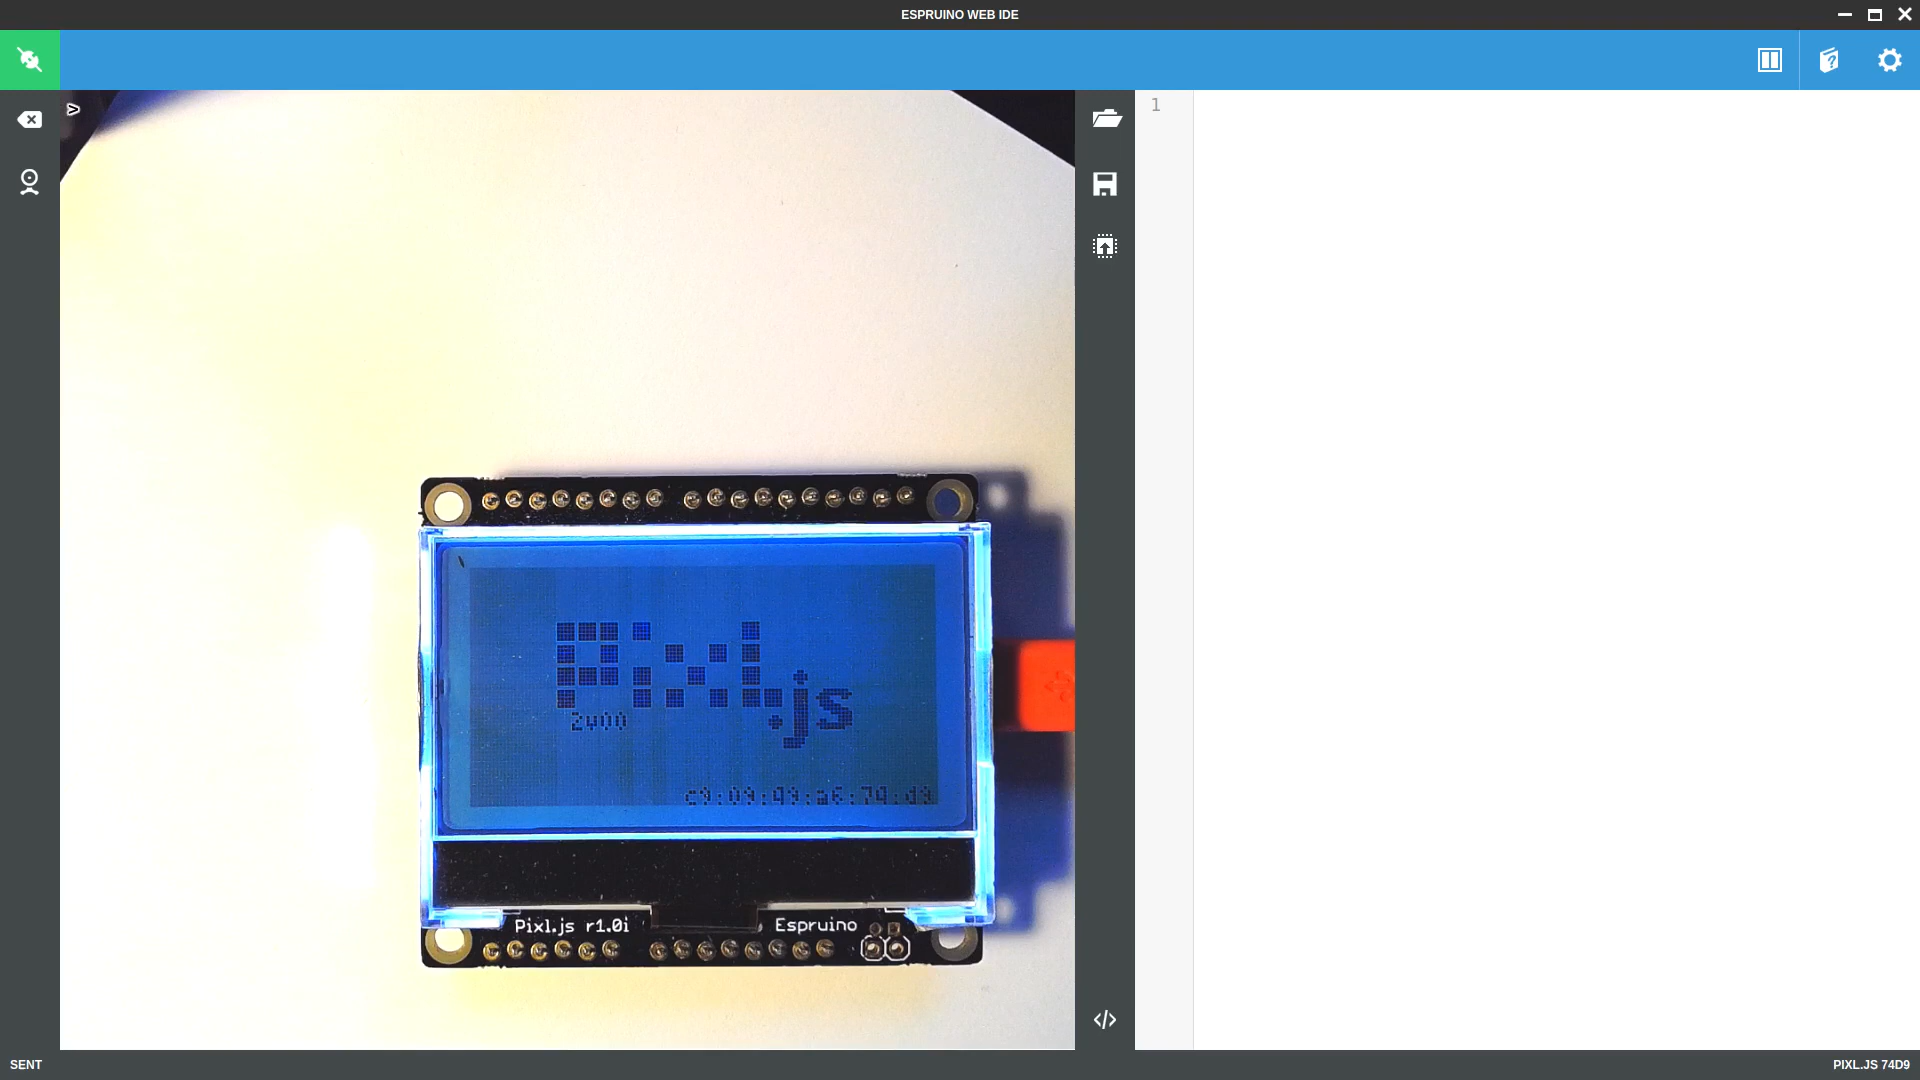 ESPRUINO WEB IDE
>
1
Pixl
.js
2v00
Pixl.js r1.0i
Espruino
SENT
PIXL.JS 74D9